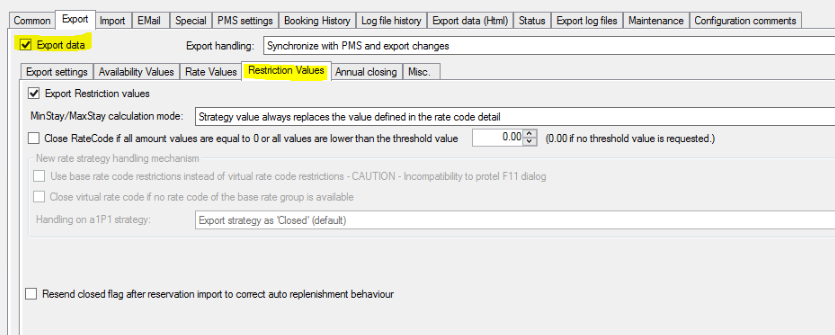 Common Export Import EMail Special PMS settings Booking History Log file history Export data (Html) Status Export log files Maintenance Configuration comments
Export data Export handling: Synchronize with PMS and export changes
Export settings Availability Values Rate Values Restriction Values Annual closing Misc.
Export Restriction values
MinStay/MaxStay calculation mode: Strategy value always replaces the value defined in the rate code detail
Close RateCode if all amount values are equal to 0 or all values are lower than the threshold value 0.00 (0.00 if no threshold value is requested.)
New rate strategy handling mechanism
Use base rate code restrictions instead of virtual rate code restrictions - CAUTION - Incompatibility to protel F11 dialog
Close virtual rate code if no rate code of the base rate group is available
Handling on a1P1 strategy: Export strategy as 'Closed' (default)
Resend closed flag after reservation import to correct auto replenishment behaviour